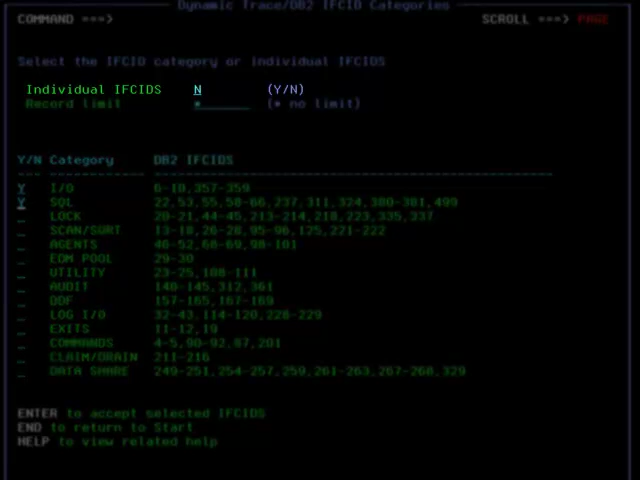 Dynamic Trace/DB2 IFCID Categories
COMMAND ===> SCROLL ===> PAGE
Select the IFCID category or individual IFCIDS
Individual IFCIDS N (Y/N)
Record limit * (* no limit)
Y/N Category DB2 IFCIDS
Y I/O 6-10,357-359
Y SQL 22,53,55,58-66,237,311,324,380-381,499
_ LOCK 20-21,44-45,213-214,218,223,335,337
_ SCAN/SORT 13-18,26-28,95-96,125,221-222
_ AGENTS 46-52,68-69,98-101
_ EDM POOL 29-30
_ UTILITY 23-25,108-111
_ AUDIT 140-145,312,361
_ DDF 157-165,167-169
_ LOG I/O 32-43,114-120,228-229
_ EXITS 11-12,19
_ COMMANDS 4-5,90-92,87,201
_ CLAIM/DRAIN 211-216
_ DATA SHARE 249-251,254-257,259,261-263,267-268,329
ENTER to accept selected IFCIDS
END to return to Start
HELP to view related help